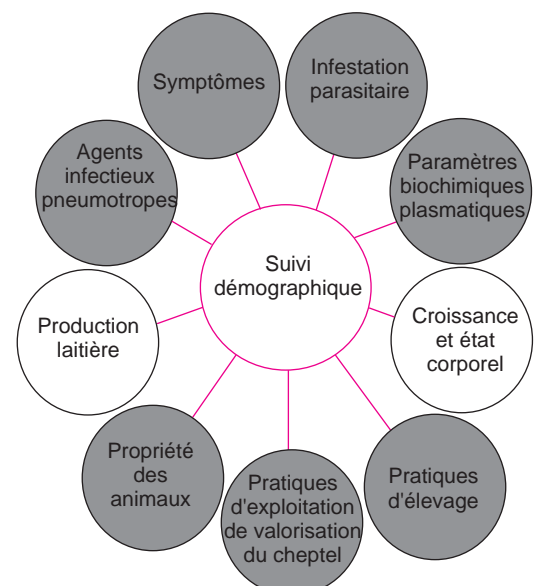 Symptômes
Infestation
parasitaire
Agents
infectieux
pneumotropes
Paramètres
biochimiques
plasmatiques
Suivi
démographique
Production
laitière
Croissance
et état
corporel
Propriété
des
animaux
Pratiques
d'exploitation
de valorisation
du cheptel
Pratiques
d'élevage